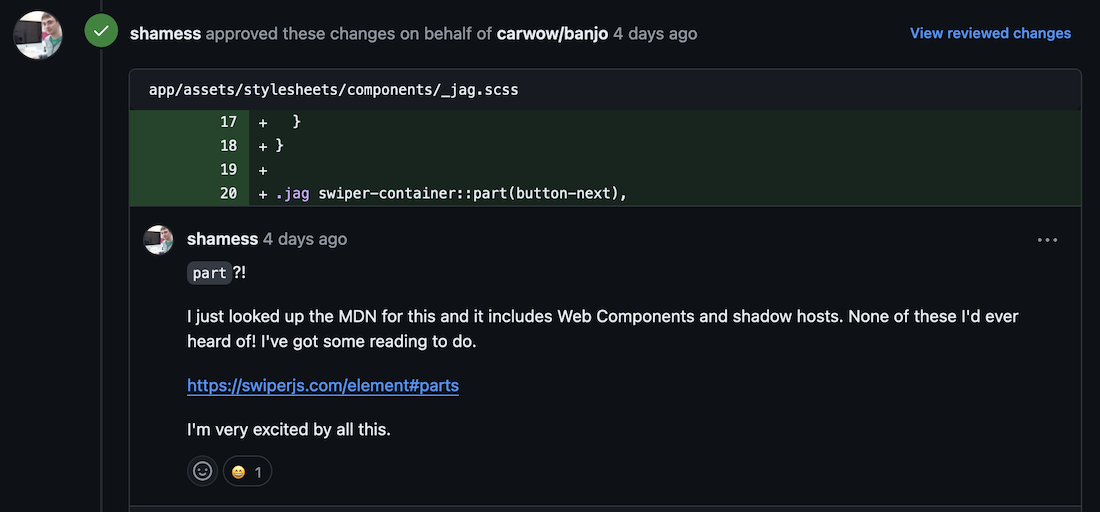 shamess approved these changes on behalf of carwow/banjo 4 days ago View reviewed changes
app/assets/stylesheets/components/_jag.scss
17 + }
18 + }
19 +
20 + .jag swiper-container::part(button-next),
shamess 4 days ago ...
part?!
I just looked up the MDN for this and it includes Web Components and shadow hosts. None of these I'd ever
heard of! I've got some reading to do.
https://swiperjs.com/element#parts
I'm very excited by all this.
😁 1